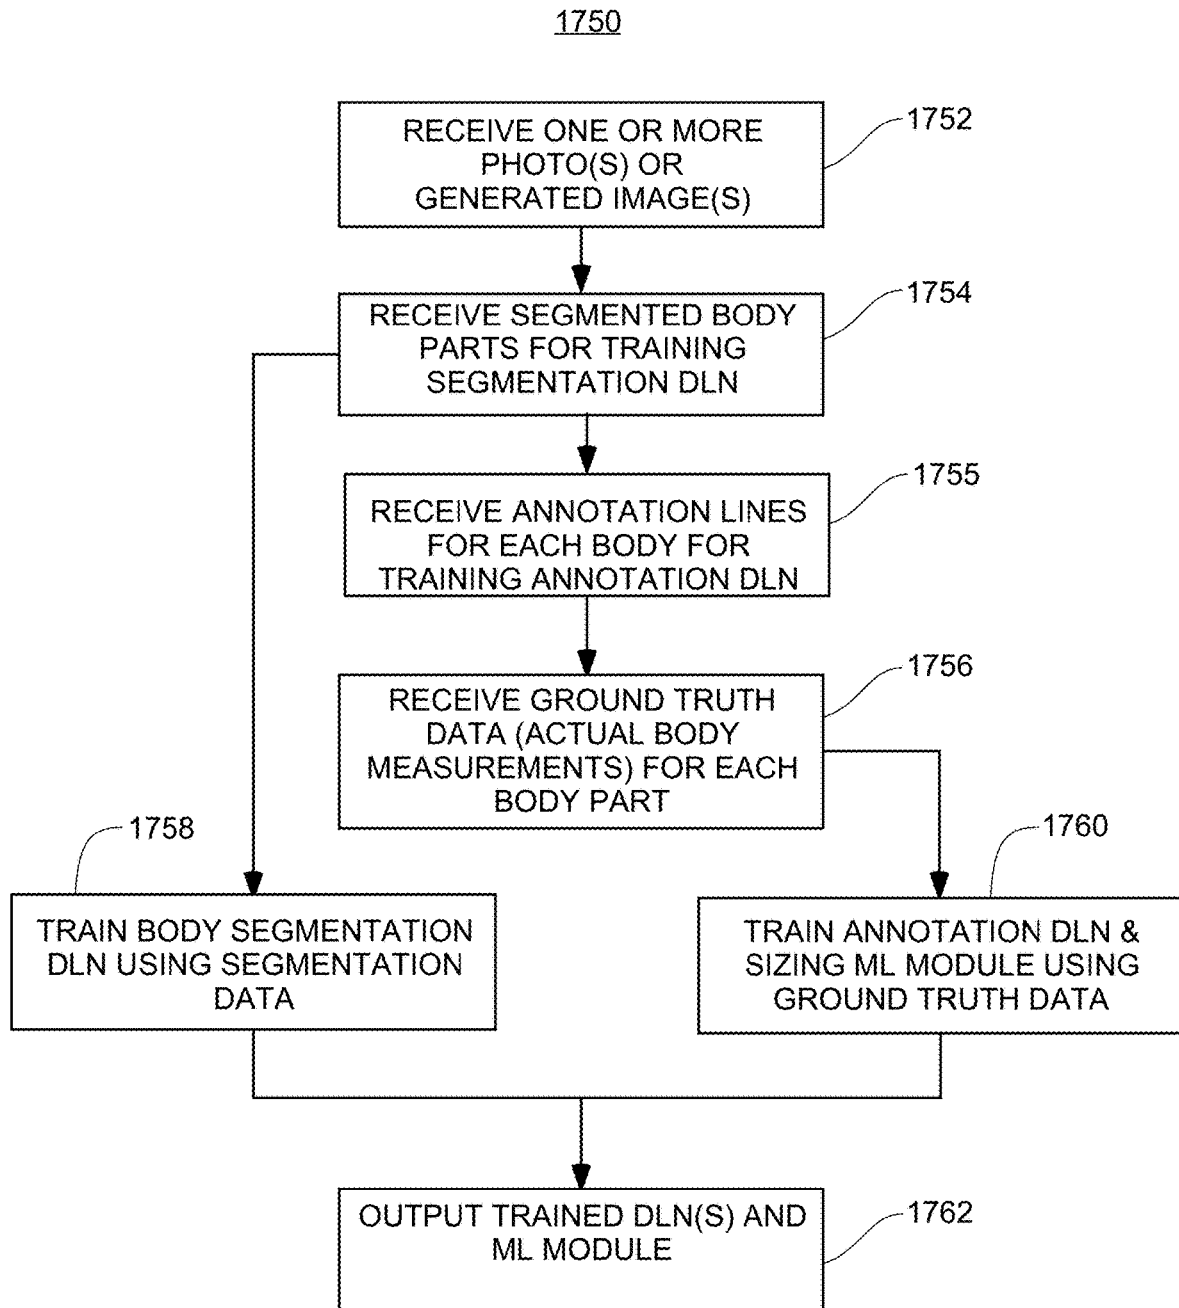 1750
RECEIVE ONE OR MORE
PHOTO(S) OR
GENERATED IMAGE(S)
1752
RECEIVE SEGMENTED BODY
PARTS FOR TRAINING
SEGMENTATION DLN
1754
RECEIVE ANNOTATION LINES
FOR EACH BODY FOR
TRAINING ANNOTATION DLN
1755
RECEIVE GROUND TRUTH
DATA (ACTUAL BODY
MEASUREMENTS) FOR EACH
BODY PART
1756
1758
TRAIN BODY SEGMENTATION
DLN USING SEGMENTATION
DATA
1760
TRAIN ANNOTATION DLN &
SIZING ML MODULE USING
GROUND TRUTH DATA
OUTPUT TRAINED DLN(S) AND
ML MODULE
1762